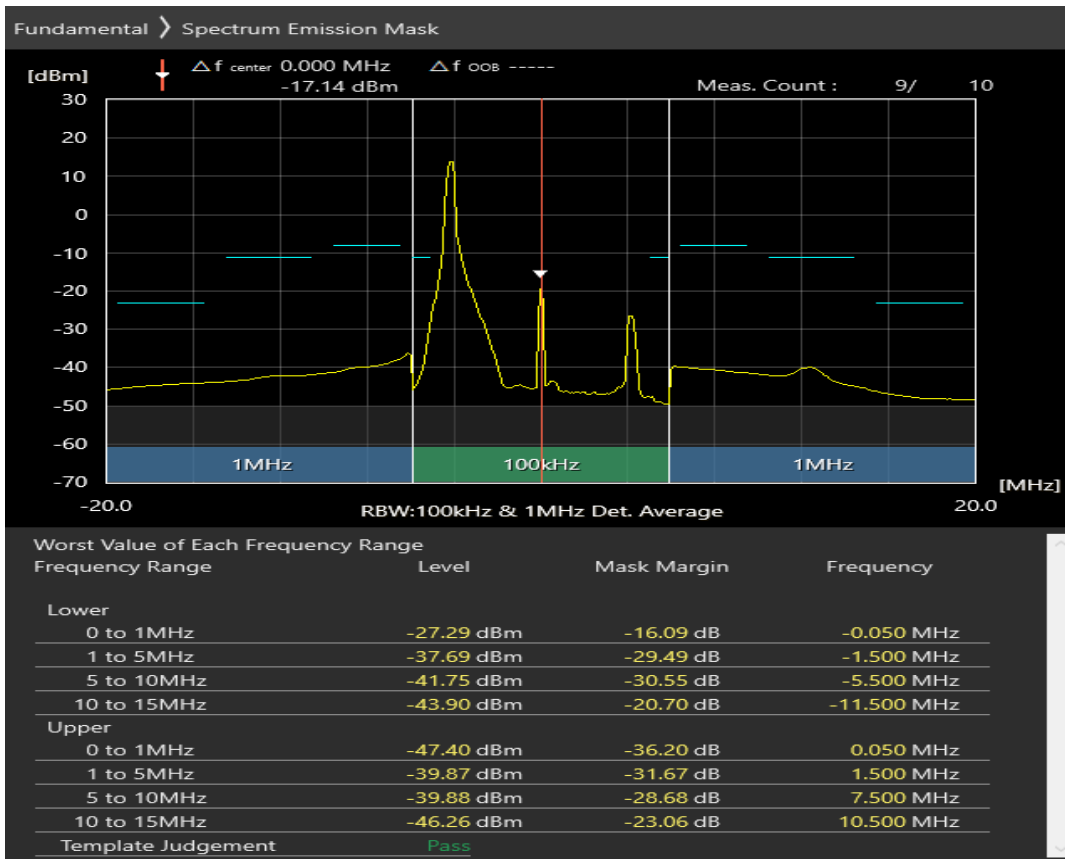 Fundamental ❯ Spectrum Emission Mask
[dBm] △f center 0.000 MHz △f OOB -----
-17.14 dBm Meas. Count : 9/ 10
30
20
10
0
-10
-20
-30
-40
-50
-60
-70
1MHz 100kHz 1MHz
[MHz]
-20.0 RBW:100kHz & 1MHz Det. Average 20.0
Worst Value of Each Frequency Range
Frequency Range Level Mask Margin Frequency
Lower
0 to 1MHz -27.29 dBm -16.09 dB -0.050 MHz
1 to 5MHz -37.69 dBm -29.49 dB -1.500 MHz
5 to 10MHz -41.75 dBm -30.55 dB -5.500 MHz
10 to 15MHz -43.90 dBm -20.70 dB -11.500 MHz
Upper
0 to 1MHz -47.40 dBm -36.20 dB 0.050 MHz
1 to 5MHz -39.87 dBm -31.67 dB 1.500 MHz
5 to 10MHz -39.88 dBm -28.68 dB 7.500 MHz
10 to 15MHz -46.26 dBm -23.06 dB 10.500 MHz
Template Judgement Pass